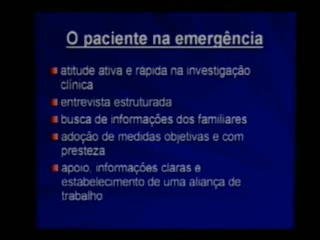 O paciente na emergência
atitude ativa e rápida na investigação
clínica
entrevista estruturada
busca de informações dos familiares
adoção de medidas objetivas e com
presteza
apoio, informações claras e
estabelecimento de uma aliança de
trabalho